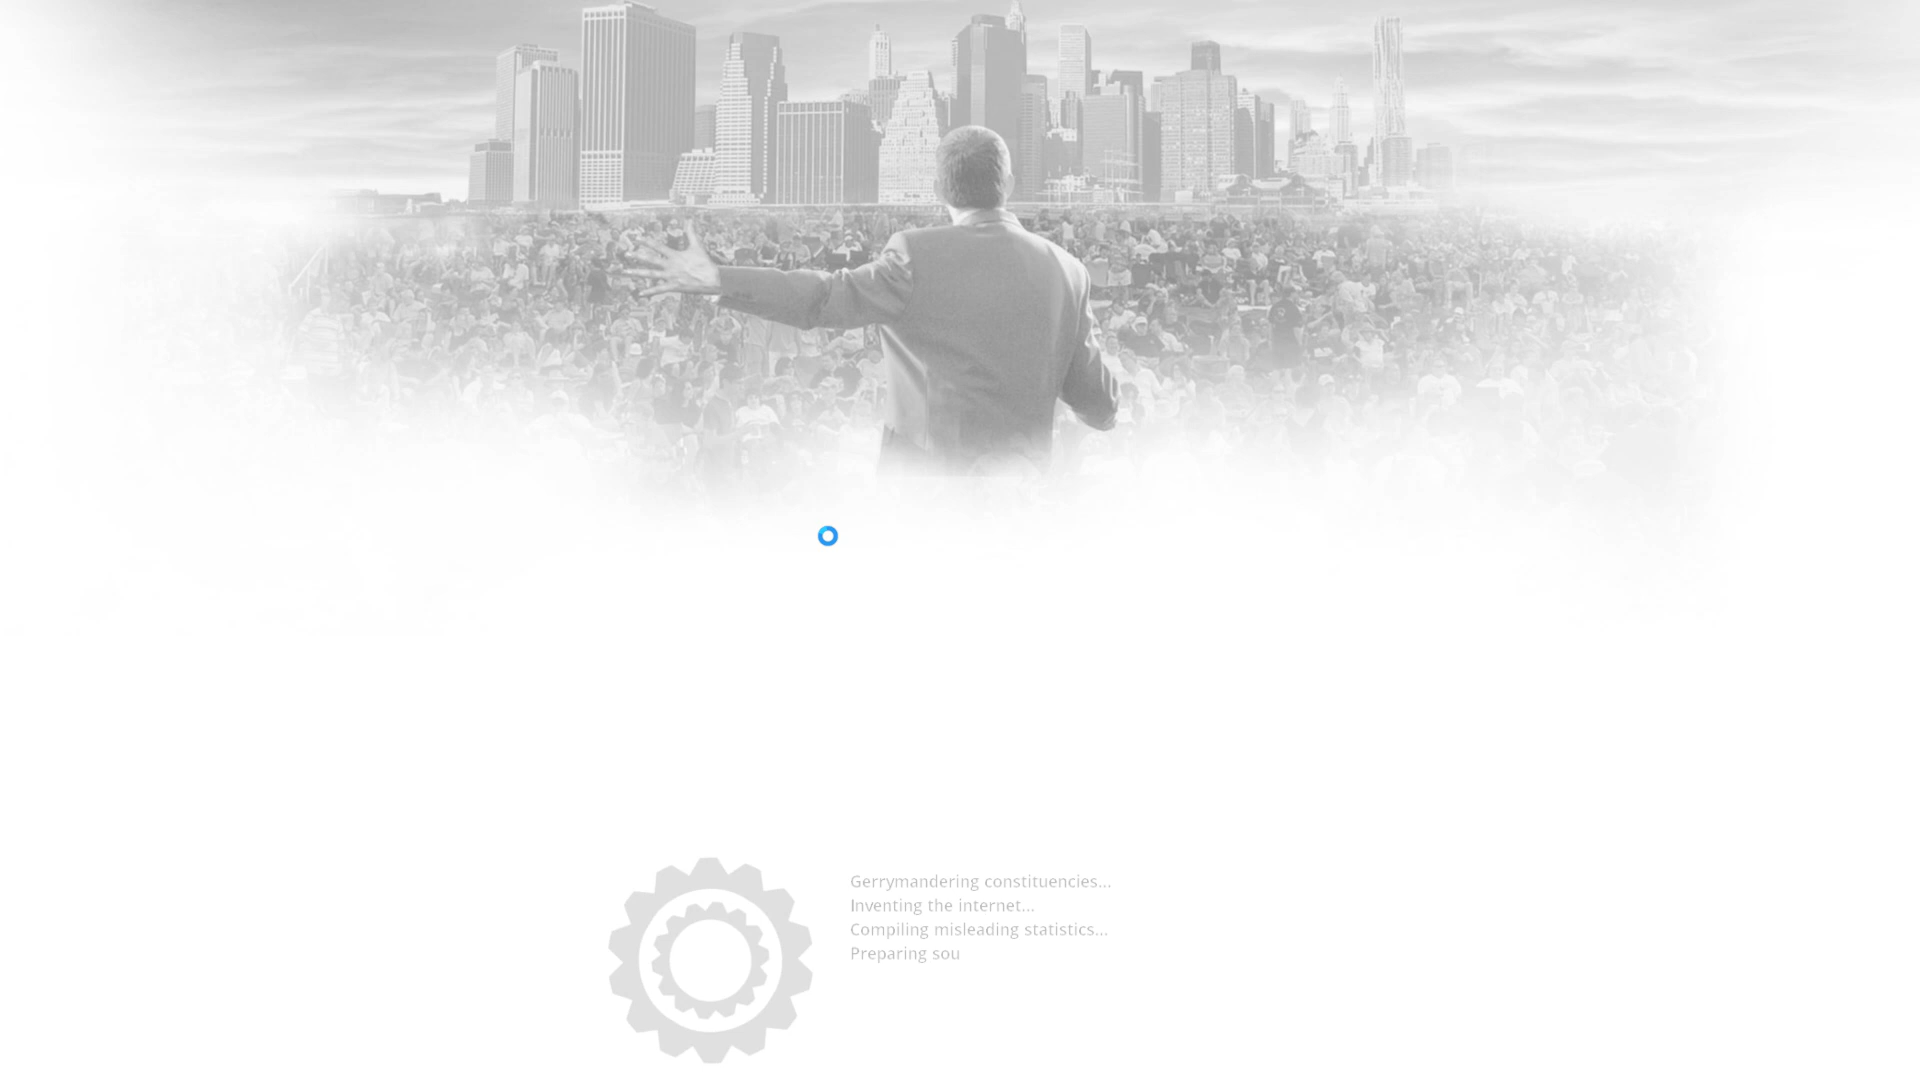 Gerrymandering constituencies...
Inventing the internet...
Compiling misleading statistics...
Preparing sou